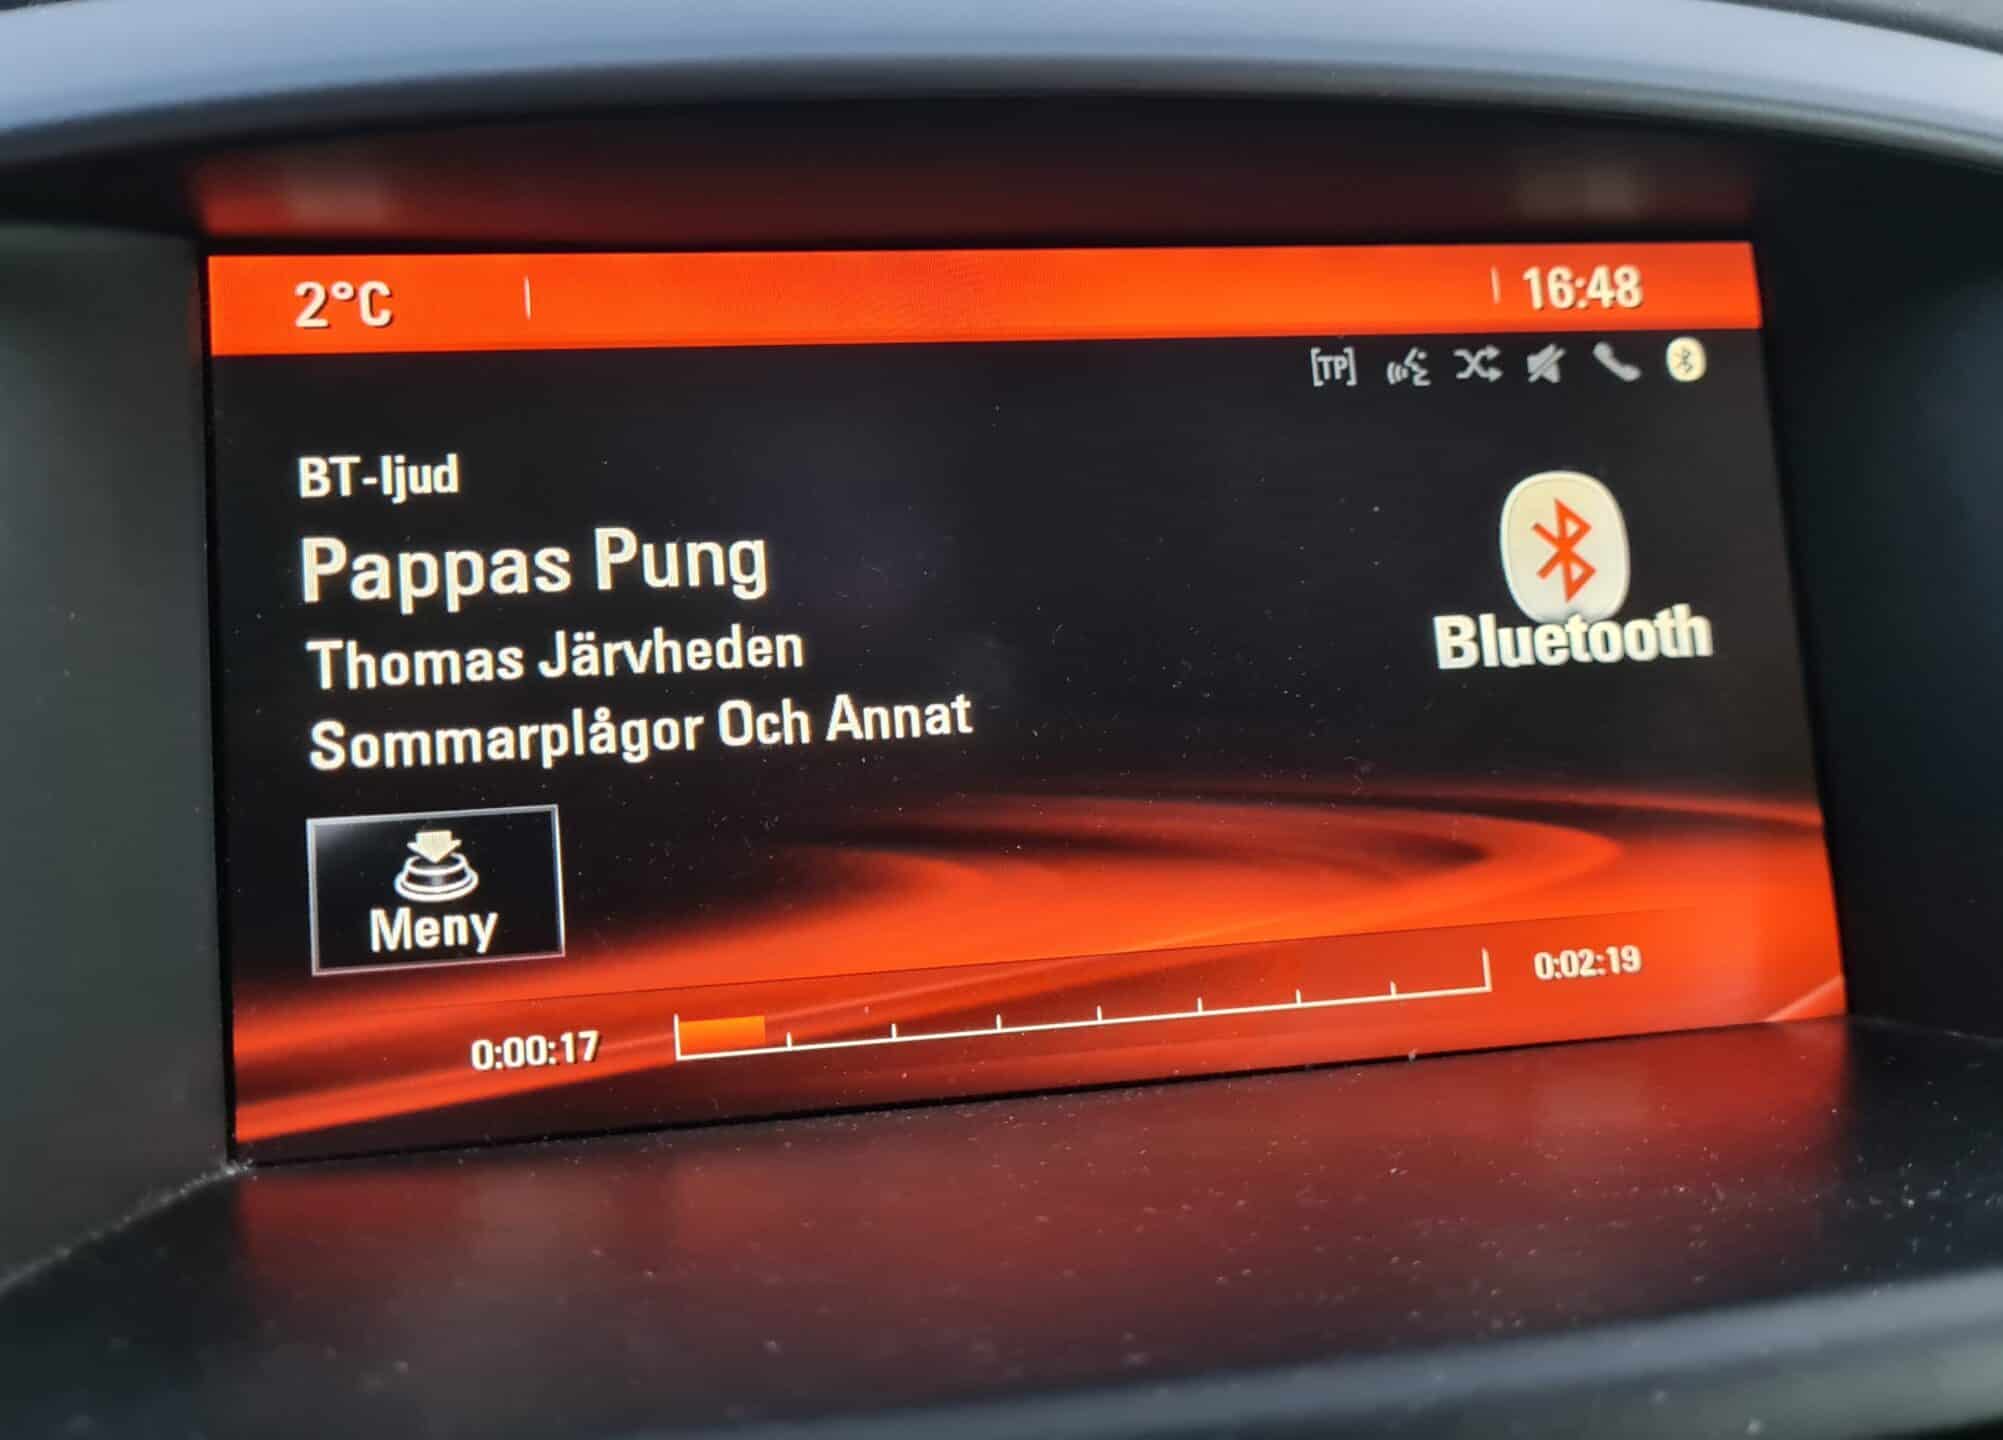 2°C
16:48
[TP]
BT-ljud
Pappas Pung
Thomas Järvheden
Sommarplågor Och Annat
Bluetooth
Meny
0:00:17
0:02:19